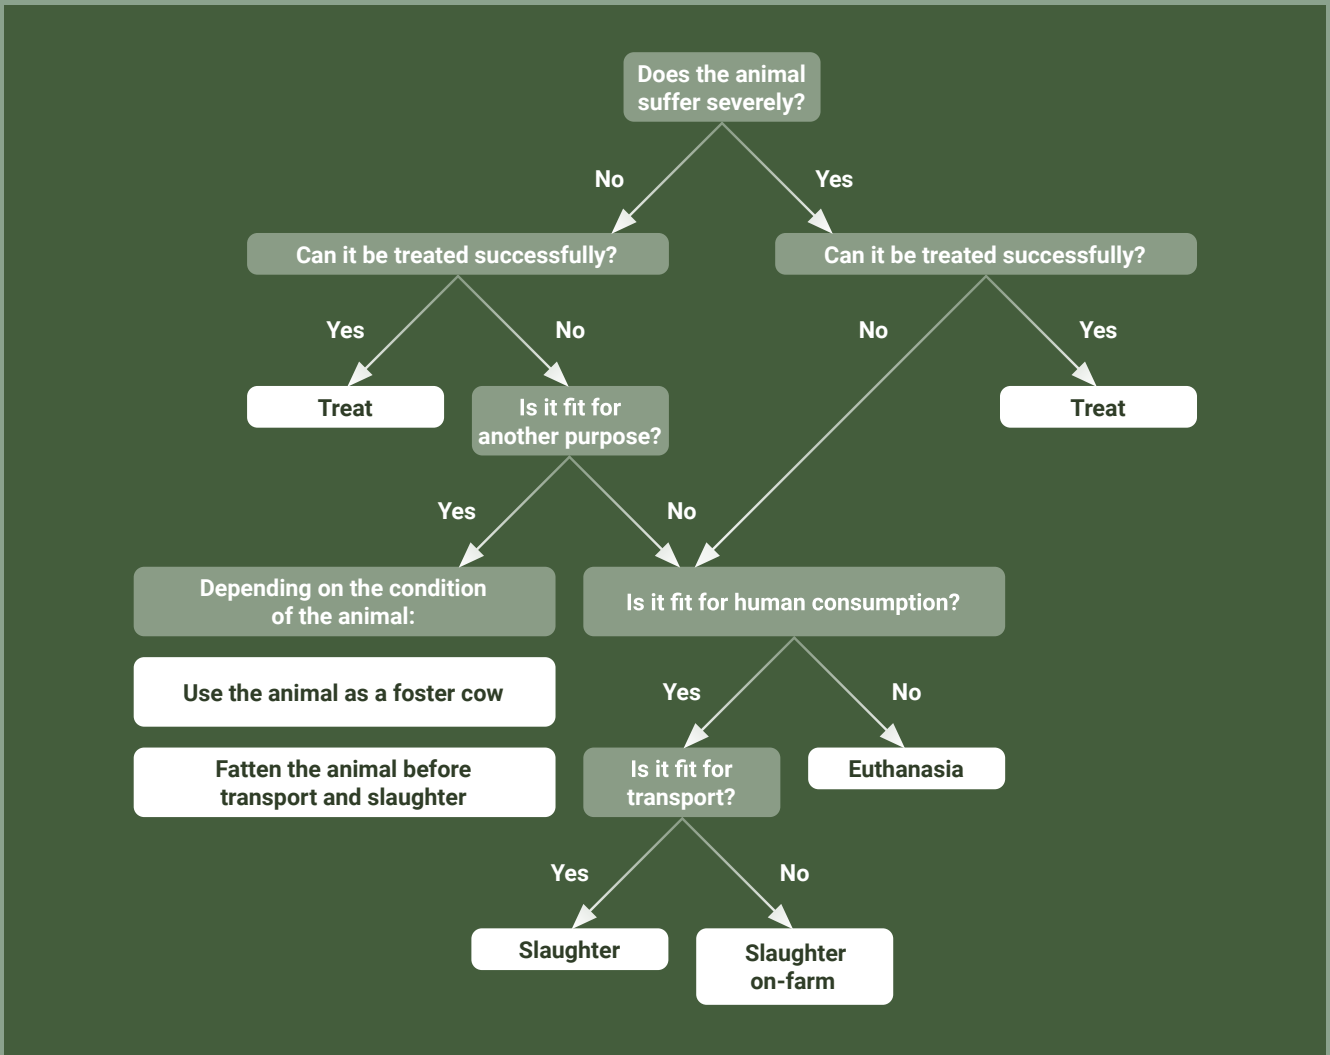 Does the animal
suffer severely?
No
Yes
Can it be treated successfully?
Can it be treated successfully?
Yes
No
No
Yes
Treat
Is it fit for
another purpose?
Treat
Yes
No
Depending on the condition
of the animal:
Is it fit for human consumption?
Use the animal as a foster cow
Yes
No
Fatten the animal before
transport and slaughter
Is it fit for
transport?
Euthanasia
Yes
No
Slaughter
Slaughter
on-farm